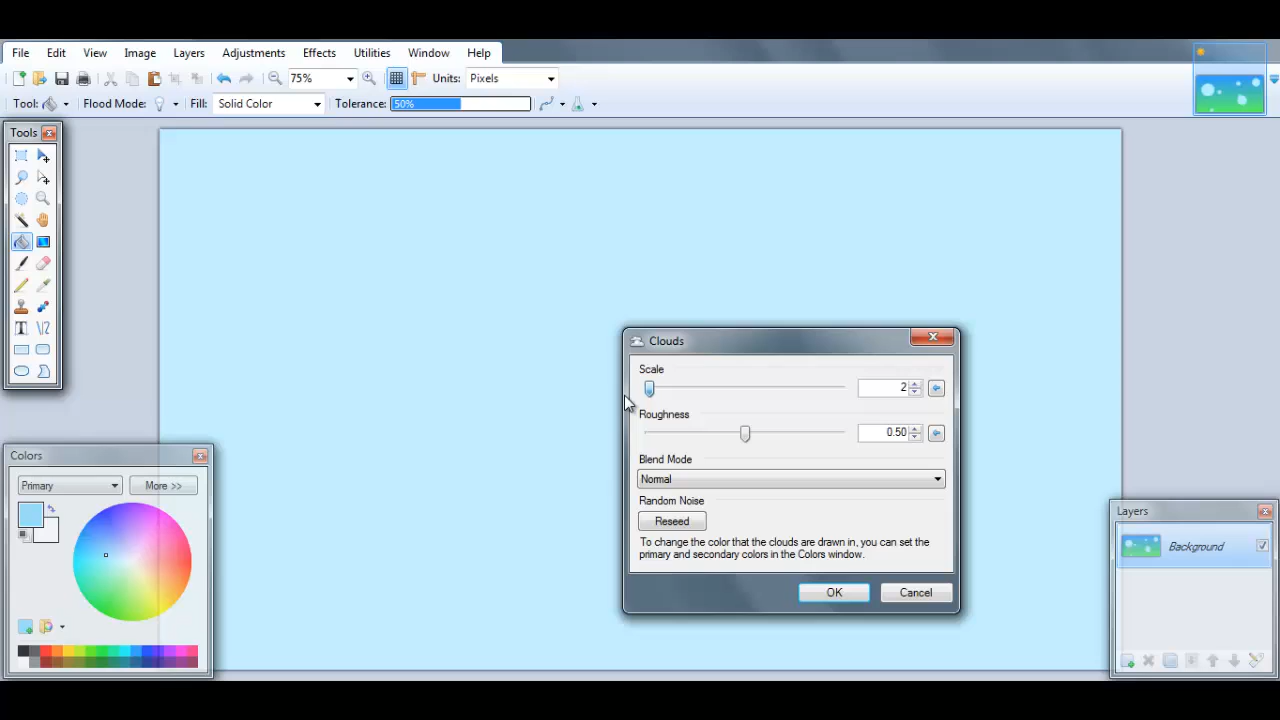 File Edit View Image Layers Adjustments Effects Utilities Window Help
75% Units: Pixels
Tool: Flood Mode: Fill: Solid Color Tolerance: 50%
Tools
Clouds
Scale
2
Roughness
0.50
Blend Mode
Normal
Random Noise
Reseed
To change the color that the clouds are drawn in, you can set the
primary and secondary colors in the Colors window.
OK Cancel
Colors
Primary More >>
Layers
Background